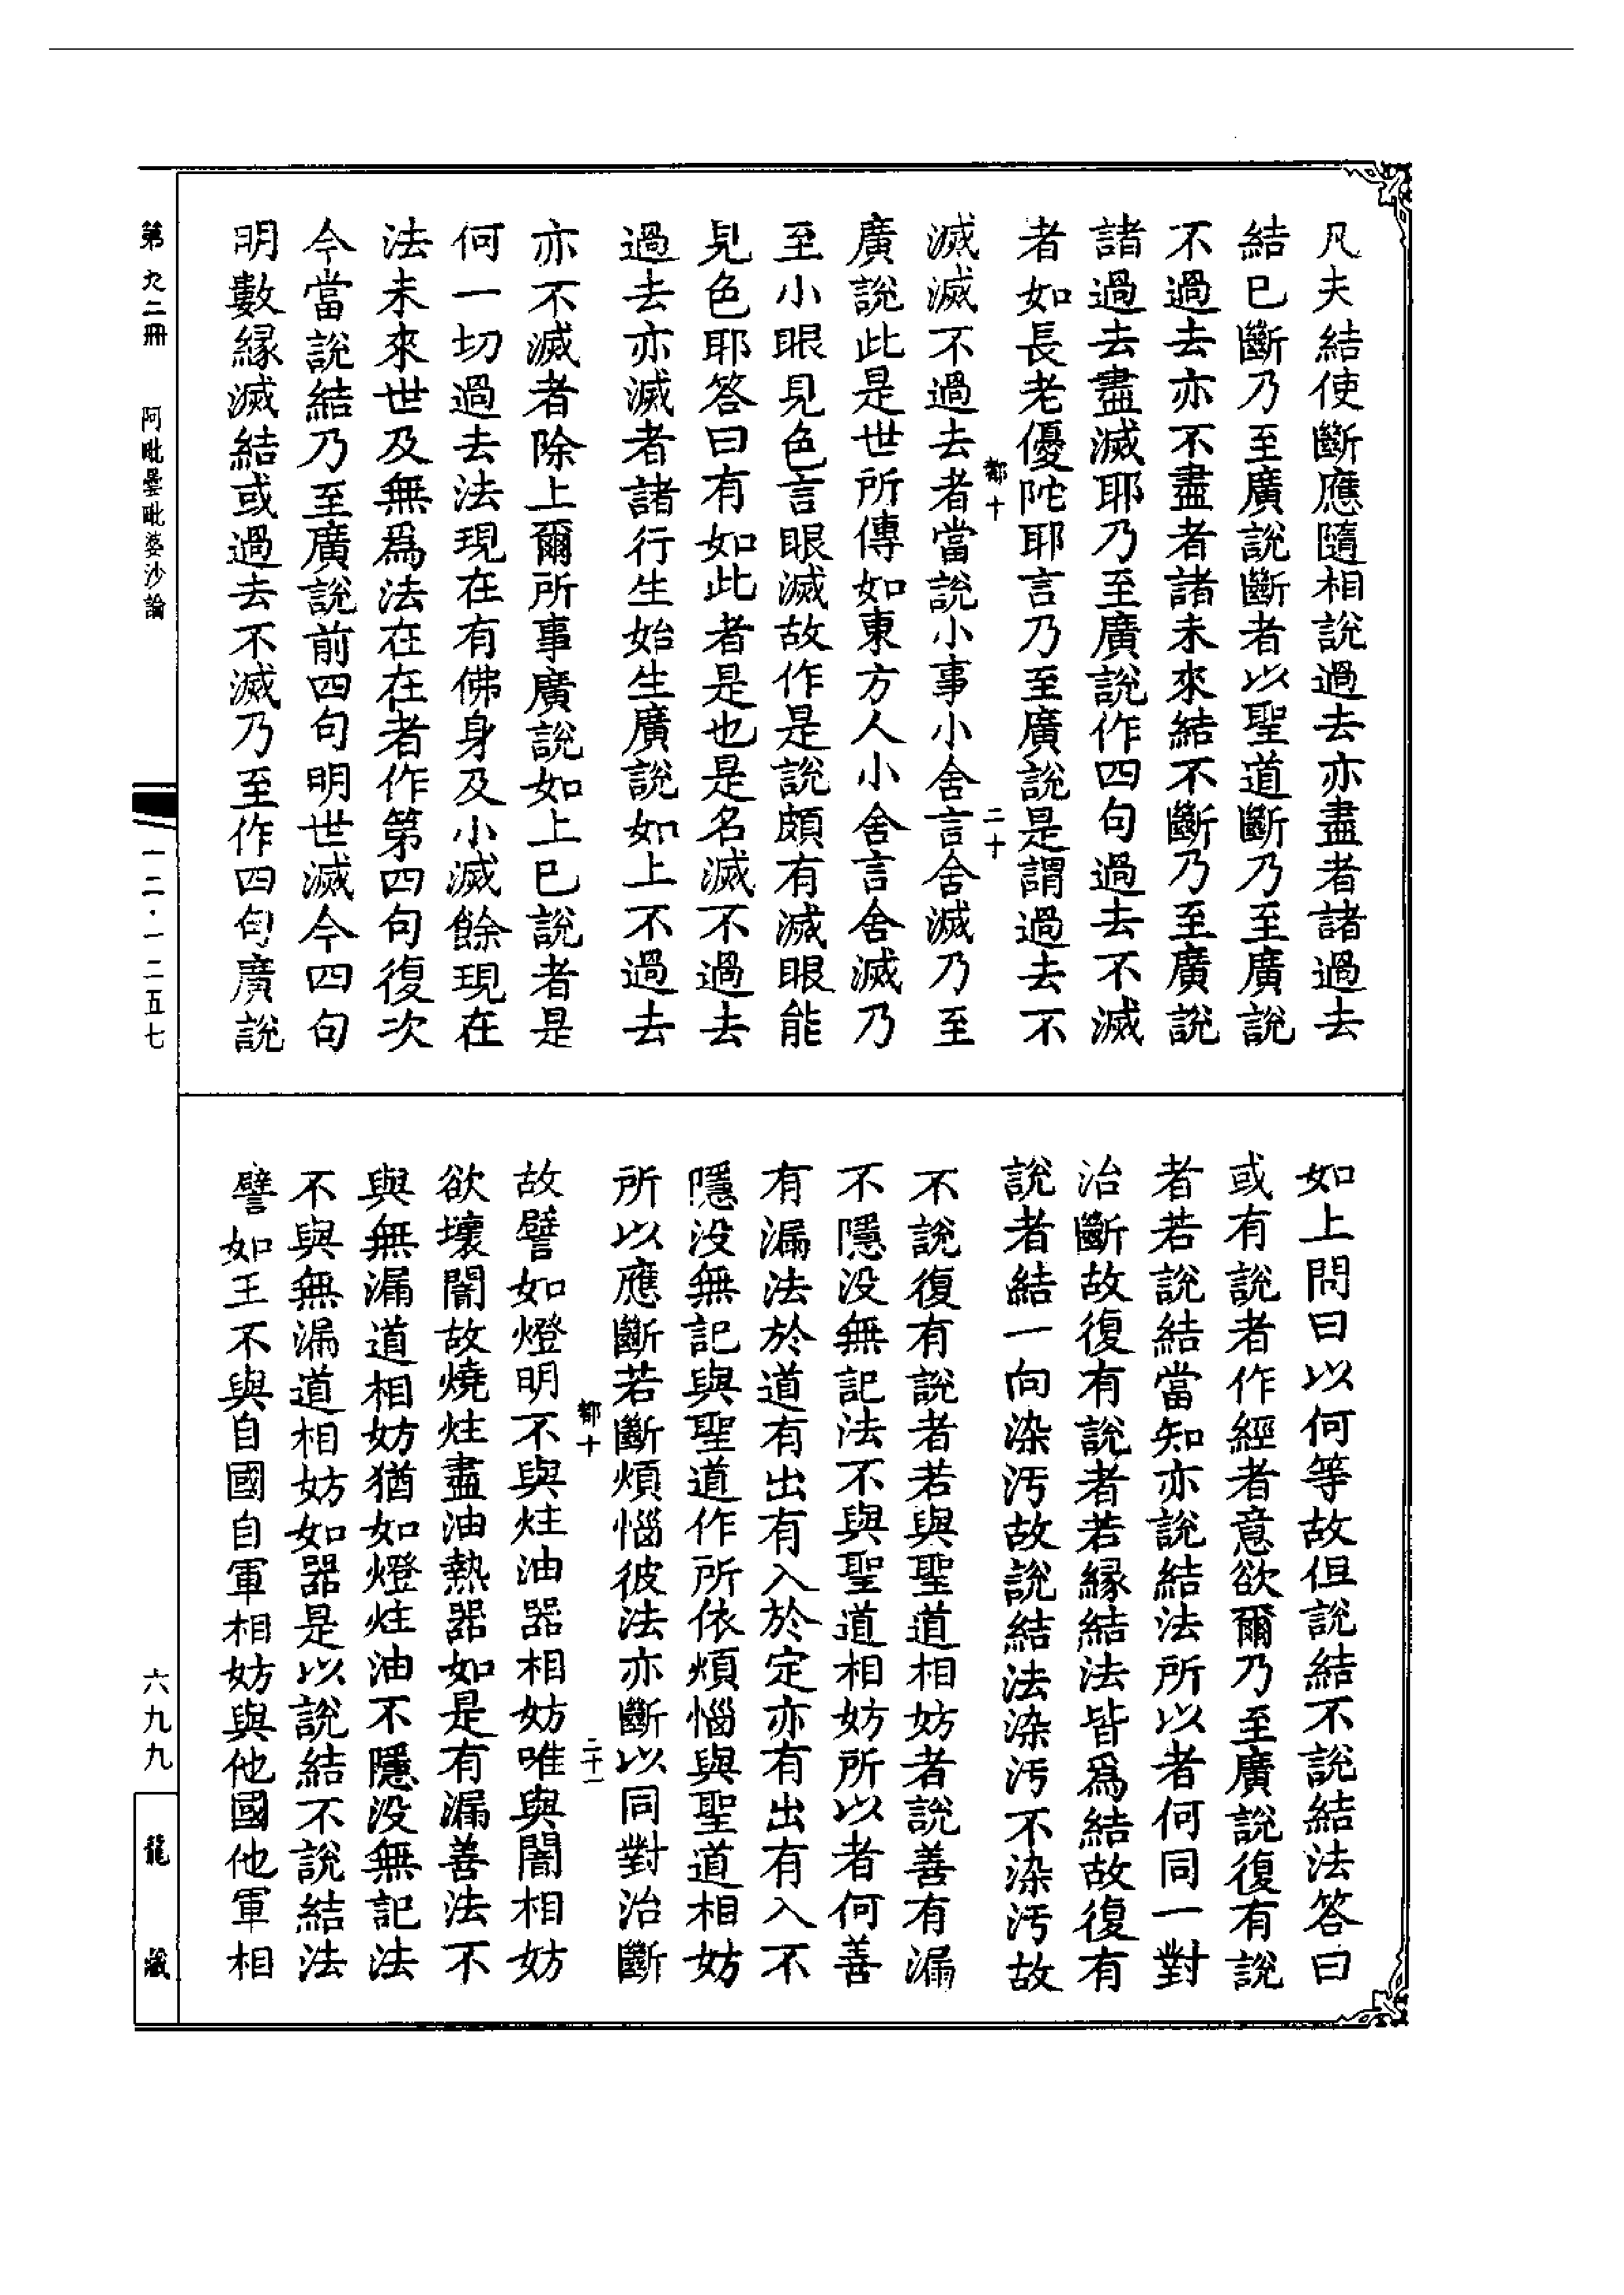 凡夫結使斷應隨相說過去亦盡者諸過去
結已斷乃至廣說斷者以聖道斷乃至廣說
不過去亦不盡者諸未來結不斷乃至廣說
諸過去盡滅耶乃至廣說作四句過去不滅
者如長老優陀耶言乃至廣說是謂過去不
都十 二十
滅滅不過去者當說小事小舍言舍滅乃至
廣說此是世所傳如東方人小舍言舍滅乃
至小眼見色言眼滅故作是說頗有滅眼能
見色耶答曰有如此者是也是名滅不過去
過去亦滅者諸行生始生廣說如上不過去
亦不滅者除上爾所事廣說如上已說者是
何一切過去法現在有佛身及小滅餘現在
法未來世及無爲法在在者作第四句復次
今當說結乃至廣說前四句明世滅今四句
明數緣滅結或過去不滅乃至作四句廣說
如上問曰以何等故但說結不說結法答曰
或有說者作經者意欲爾乃至廣說復有說
者若說結當知亦說結法所以者何同一對
治斷故復有說者若緣結法皆爲結故復有
說者結一向染汚故說結法染汚不染汚故
不說復有說者若與聖道相妨者說善有漏
不隱没無記法不與聖道相妨所以者何善
有漏法於道有出有入於定亦有出有入不
隱没無記與聖道作所依煩惱與聖道相妨
所以應斷若斷煩惱彼法亦斷以同對治斷
都十 二十一
故譬如燈明不與炷油器相妨唯與闇相妨
欲壞闇故燒炷盡油熱器如是有漏善法不
與無漏道相妨猶如燈炷油不隱没無記法
不與無漏道相妨如器是以說結不說結法
譬如王不與自國自軍相妨與他國他軍相
第九二冊 阿毗曇毗婆沙論
一二·一二五七
六九九
龍藏